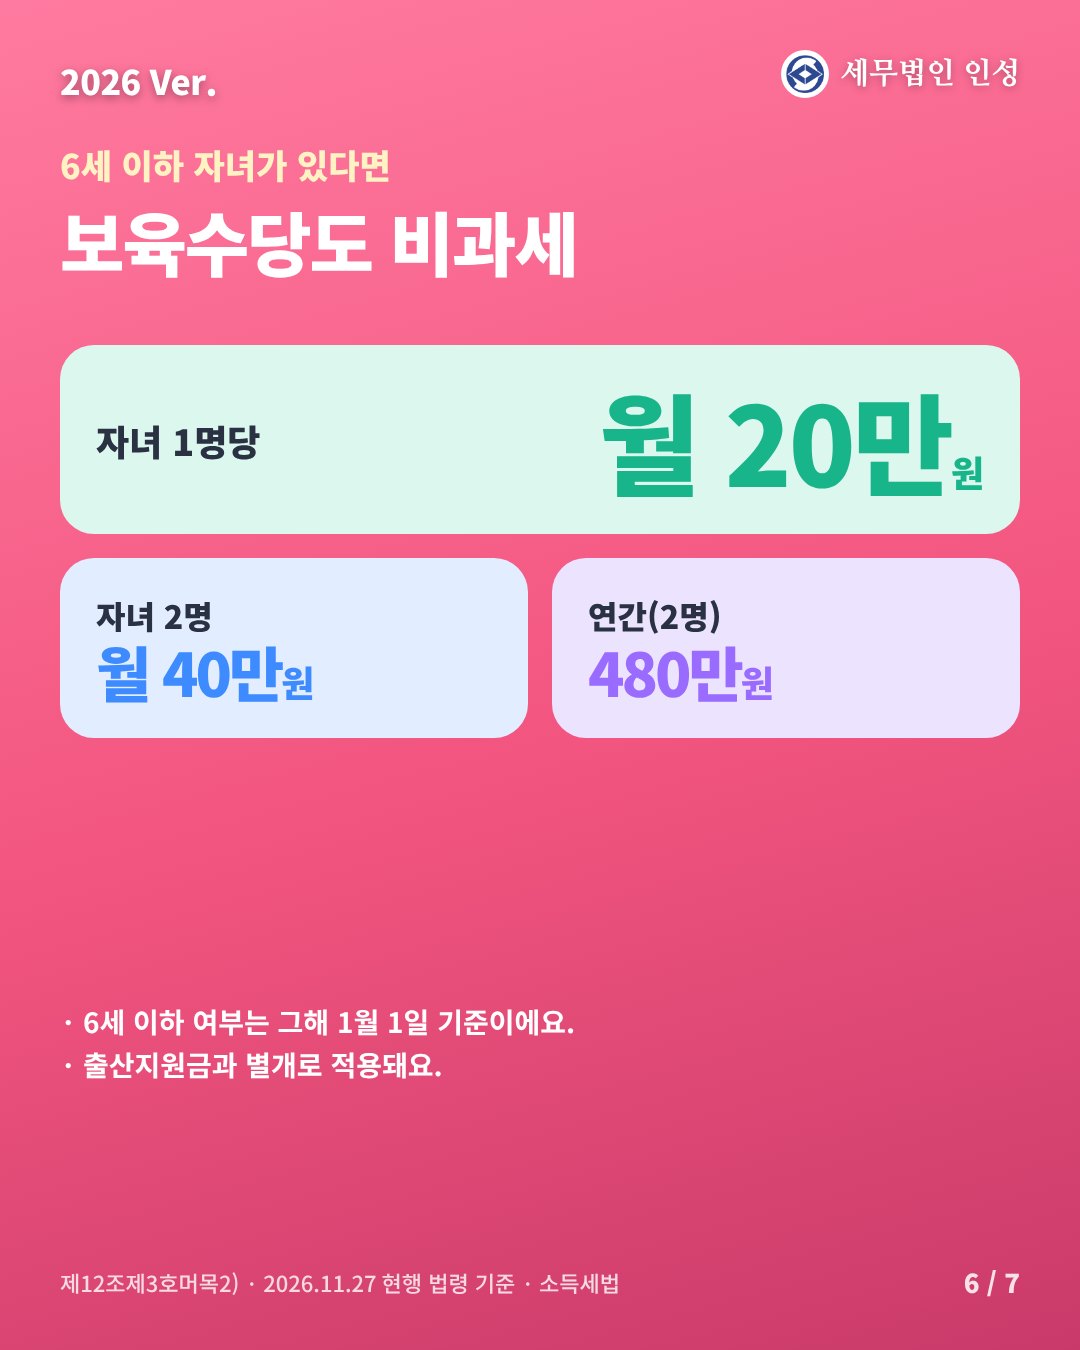 2026 Ver.
세무법인 인성
6세 이하 자녀가 있다면
보육수당도 비과세
자녀 1명당
월 20만원
자녀 2명
월 40만원
연간(2명)
480만원
· 6세 이하 여부는 그해 1월 1일 기준이에요.
· 출산지원금과 별개로 적용돼요.
제12조제3호머목2) · 2026.11.27 현행 법령 기준 · 소득세법
6 / 7